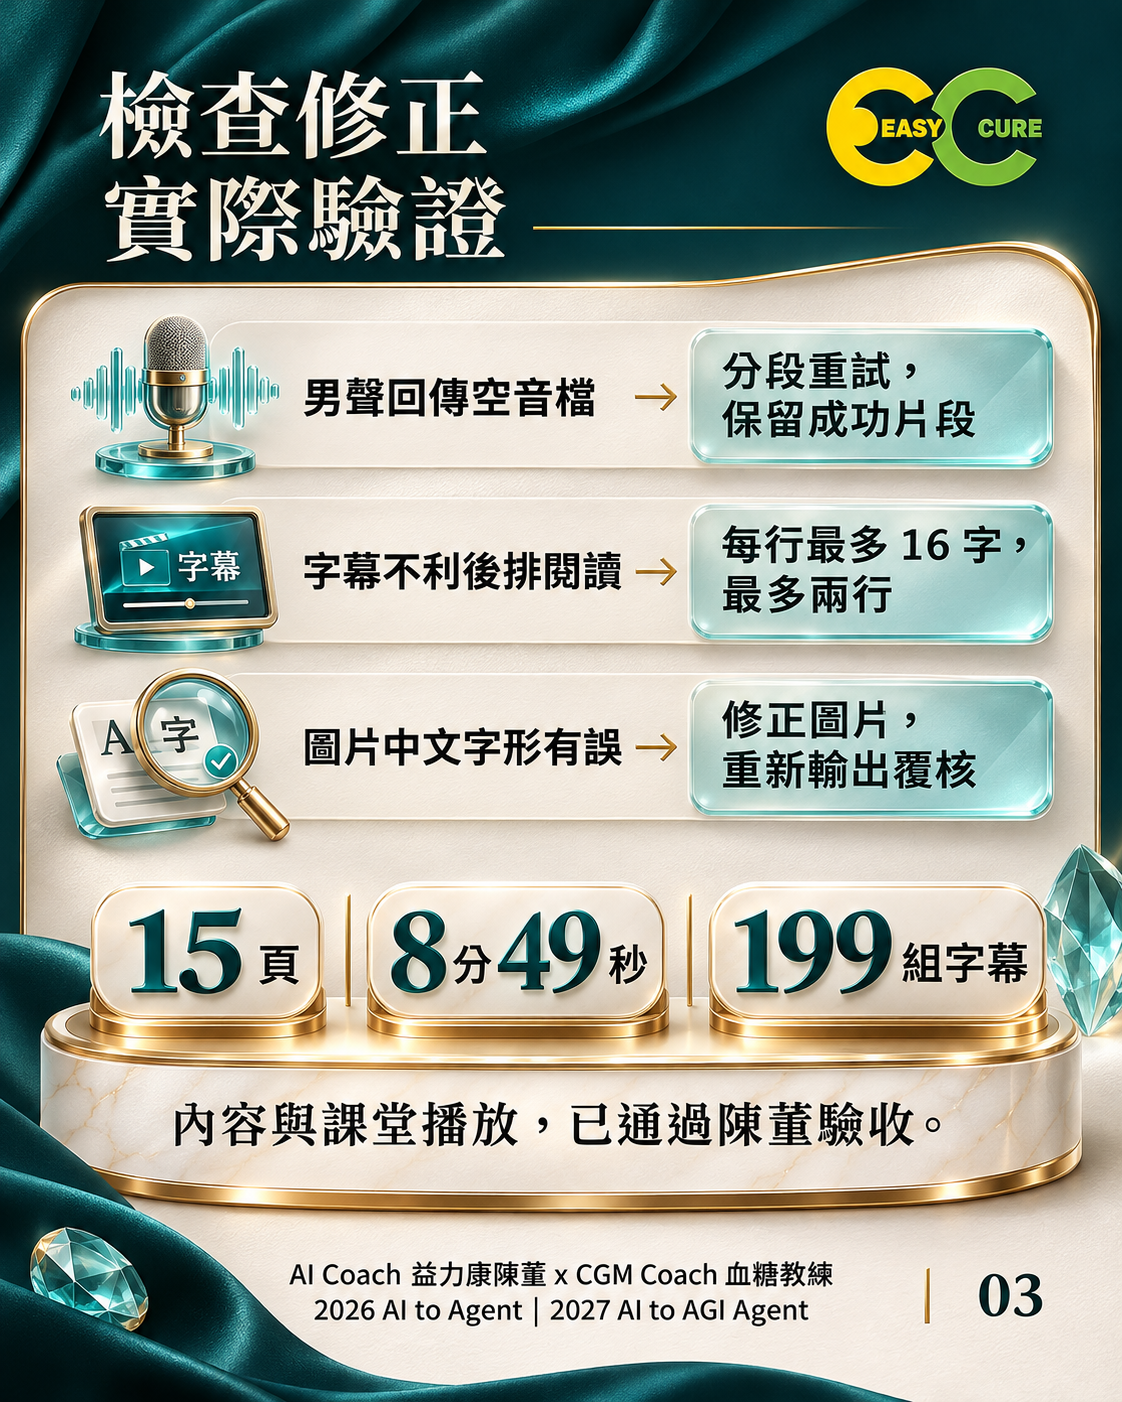 檢查修正
實際驗證
EASY CURE
男聲回傳空音檔 → 分段重試，
保留成功片段
字幕
字幕不利後排閱讀 → 每行最多 16 字，
最多兩行
A 字
圖片中文字形有誤 → 修正圖片，
重新輸出覆核
15 頁 | 8 分 49 秒 | 199 組字幕
內容與課堂播放，已通過陳董驗收。
AI Coach 益力康陳董 x CGM Coach 血糖教練
2026 AI to Agent | 2027 AI to AGI Agent
03